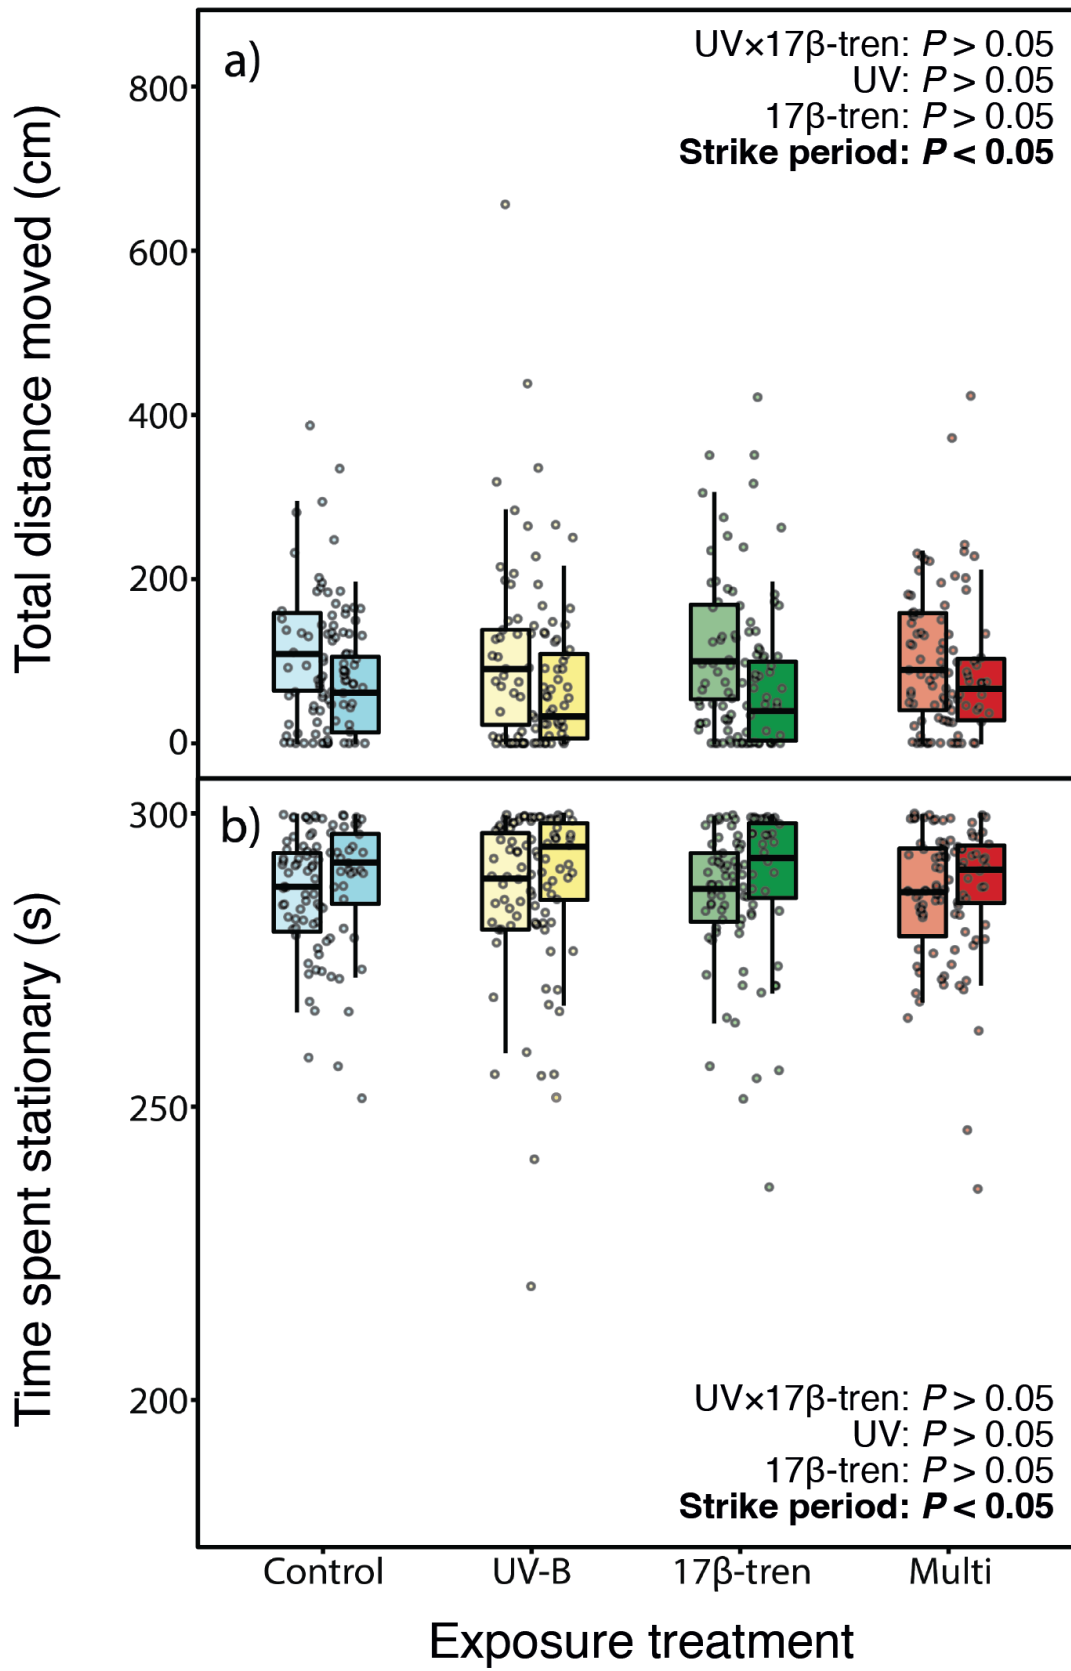 a)
UV×17β-tren: P > 0.05
UV: P > 0.05
17β-tren: P > 0.05
Strike period: P < 0.05
Total distance moved (cm)
800
600
400
200
0
b)
300
250
200
Time spent stationary (s)
UV×17β-tren: P > 0.05
UV: P > 0.05
17β-tren: P > 0.05
Strike period: P < 0.05
Control UV-B 17β-tren Multi
Exposure treatment